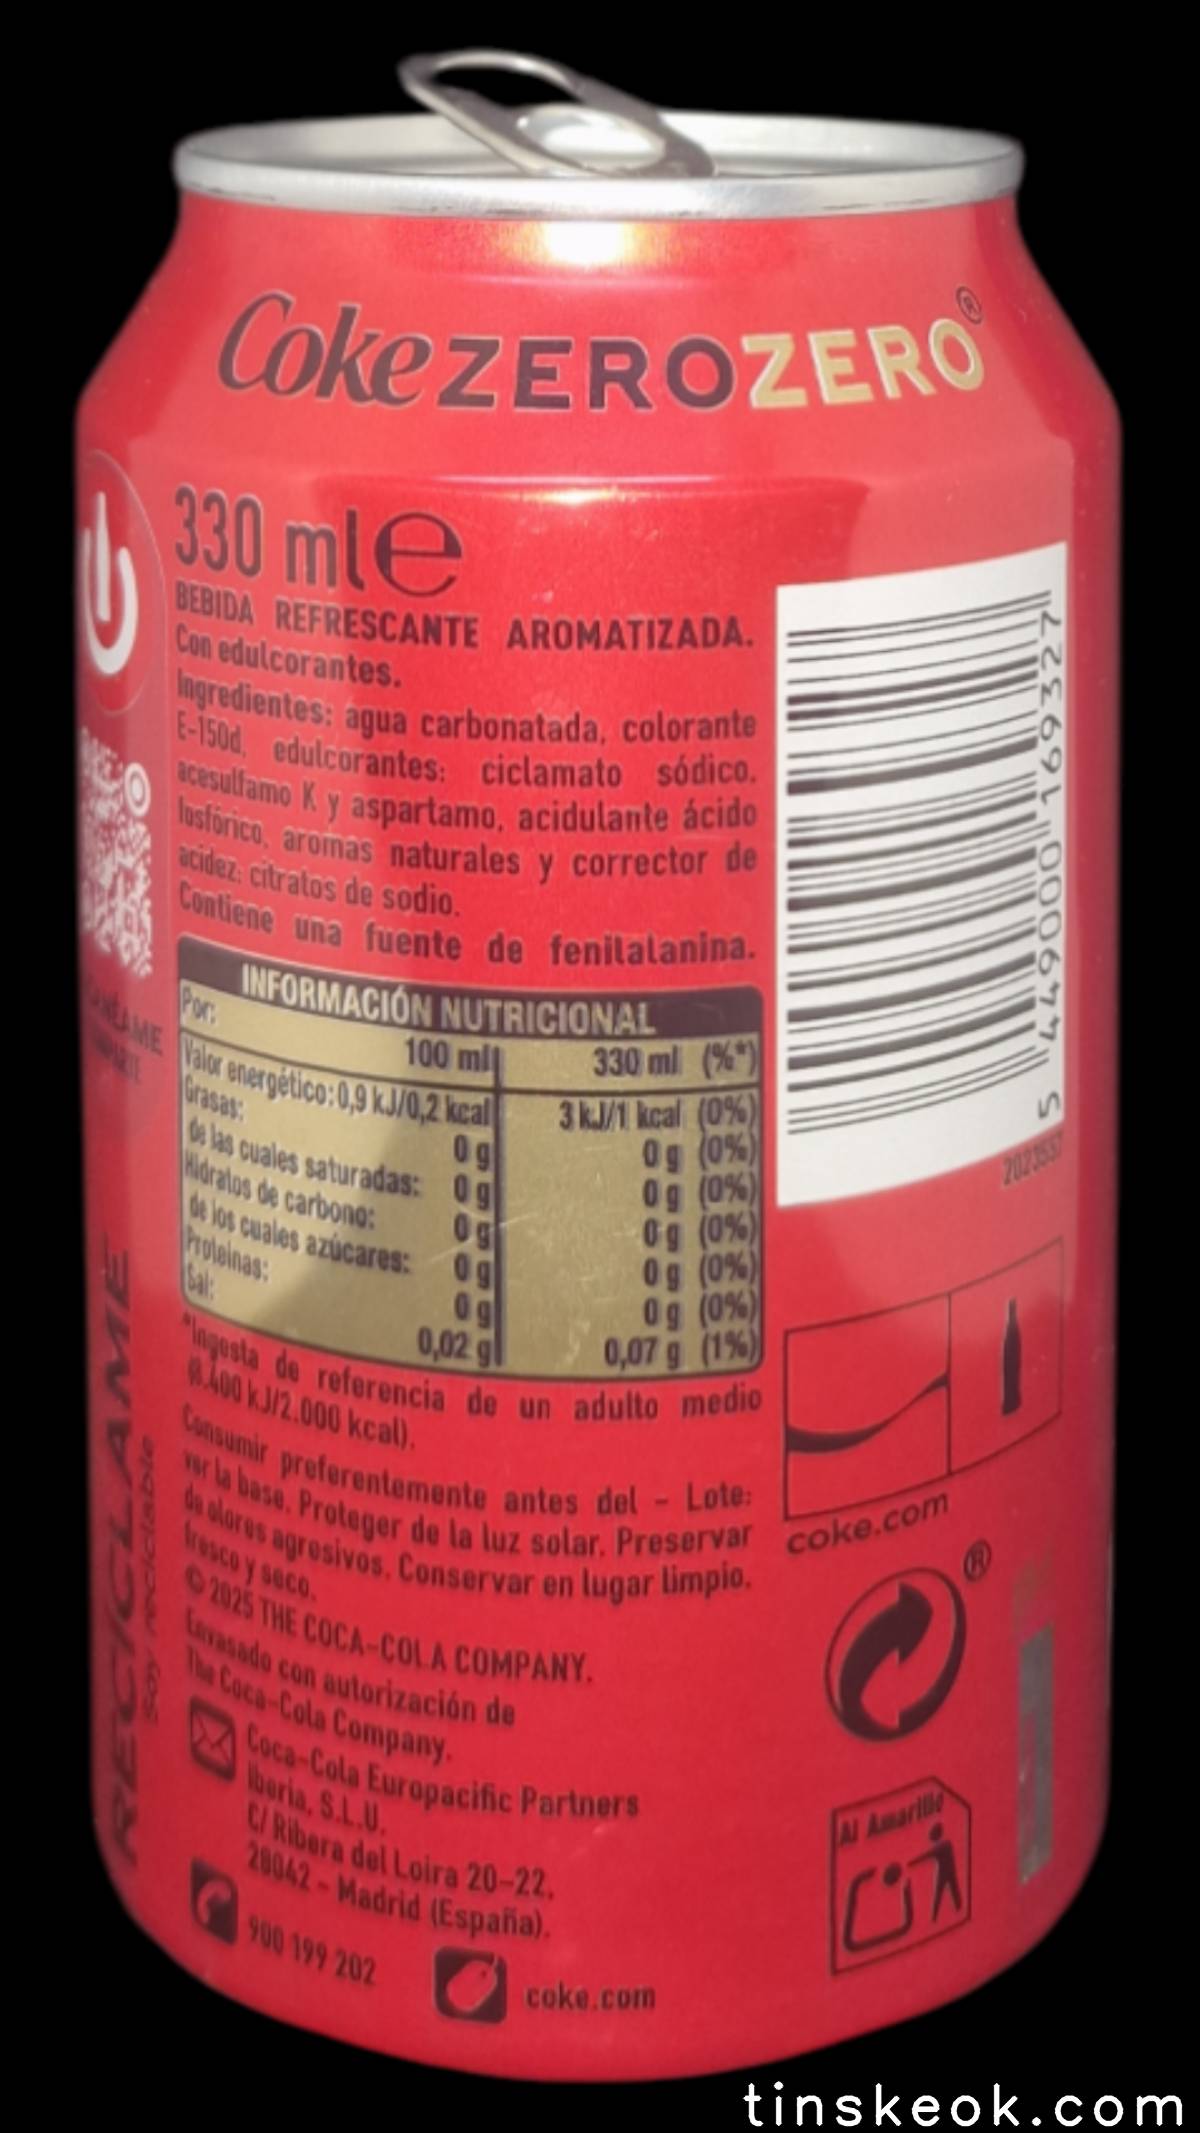 Coke ZERO ZERO®
330 ml e
BEBIDA REFRESCANTE AROMATIZADA.
Con edulcorantes.
Ingredientes: agua carbonatada, colorante
E-150d, edulcorantes: ciclamato sódico,
acesulfamo K y aspartamo, acidulante ácido
fosfórico, aromas naturales y corrector de
acidez: citratos de sodio.
Contiene una fuente de fenilalanina.
INFORMACIÓN NUTRICIONAL
Por: 100 ml 330 ml (%*)
Valor energético: 0,9 kJ/0,2 kcal 3 kJ/1 kcal (0%)
Grasas: 0 g 0 g (0%)
de las cuales saturadas: 0 g 0 g (0%)
Hidratos de carbono: 0 g 0 g (0%)
de los cuales azúcares: 0 g 0 g (0%)
Proteínas: 0 g 0 g (0%)
Sal: 0,02 g 0,07 g (1%)
*Ingesta de referencia de un adulto medio
(8.400 kJ/2.000 kcal).
Consumir preferentemente antes del - Lote:
ver la base. Proteger de la luz solar. Preservar
de olores agresivos. Conservar en lugar limpio,
fresco y seco.
© 2025 THE COCA-COLA COMPANY.
Envasado con autorización de
The Coca-Cola Company.
Coca-Cola Europacific Partners
Iberia, S.L.U.
C/ Ribera del Loira 20-22.
28042 - Madrid (España).
900 199 202
coke.com
RECICLAME
Soy reciclable
5 449000 169327
2023557
coke.com
®
Al Amarillo
tinskeok.com